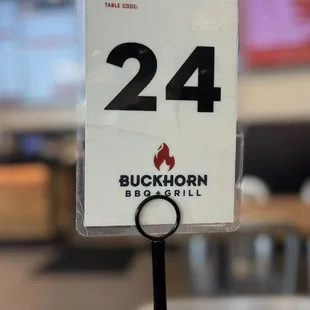 TABLE CODE:
24
BUCKHORN
BBQ+GRILL